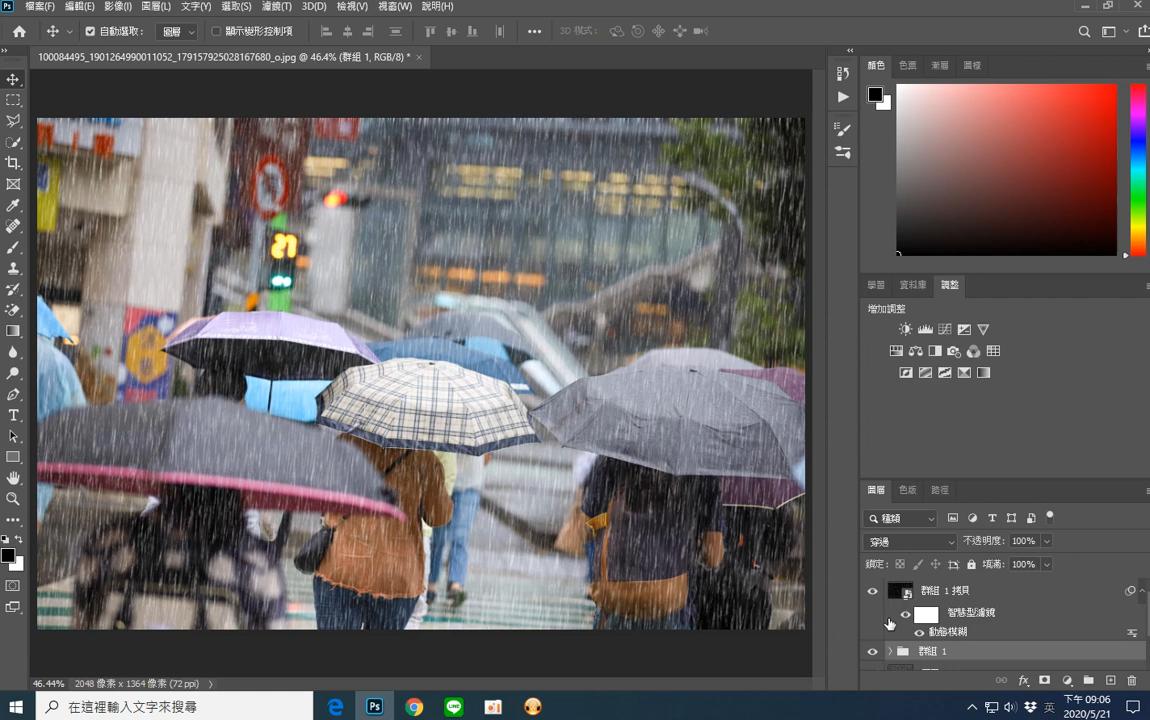 檔案(F) 編輯(E) 影像(I) 圖層(L) 文字(Y) 選取(S) 濾鏡(T) 3D(D) 檢視(V) 視窗(W) 說明(H)
自動選取： 圖層 顯示變形控制項 3D 模式：
100084495_1901264990011052_179157925028167680_o.jpg @ 46.4% (群組 1, RGB/8) * ×
顏色 色票 漸層 圖樣
21
學習 資料庫 調整
增加調整
圖層 色版 路徑
種類
穿過 不透明度： 100%
鎖定： 填滿： 100%
群組 1 拷貝
智慧型濾鏡
動態模糊
群組 1
46.44% 2048 像素 x 1364 像素 (72 ppi)
在這裡輸入文字來搜尋
英
下午 09:06
2020/5/21